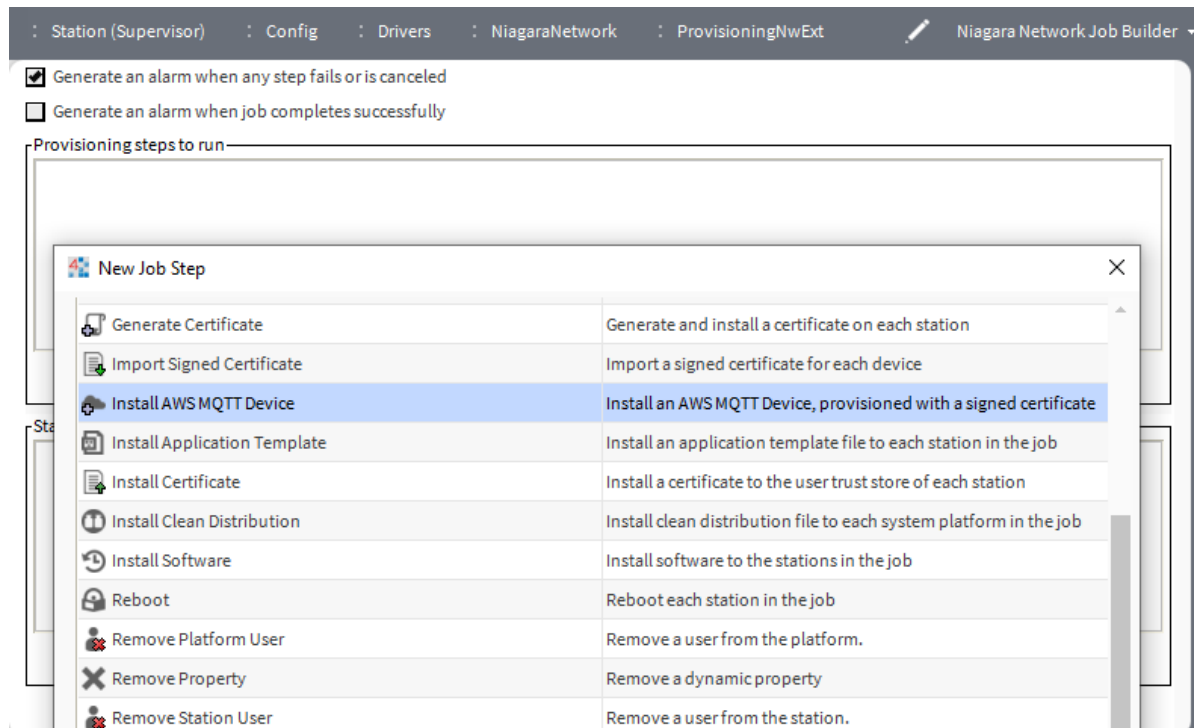 : Station (Supervisor) : Config : Drivers : NiagaraNetwork : ProvisioningNwExt Niagara Network Job Builder
Generate an alarm when any step fails or is canceled
Generate an alarm when job completes successfully
Provisioning steps to run
New Job Step
Generate Certificate Generate and install a certificate on each station
Import Signed Certificate Import a signed certificate for each device
Install AWS MQTT Device Install an AWS MQTT Device, provisioned with a signed certificate
Sta
Install Application Template Install an application template file to each station in the job
Install Certificate Install a certificate to the user trust store of each station
Install Clean Distribution Install clean distribution file to each system platform in the job
Install Software Install software to the stations in the job
Reboot Reboot each station in the job
Remove Platform User Remove a user from the platform.
Remove Property Remove a dynamic property
Remove Station User Remove a user from the station.